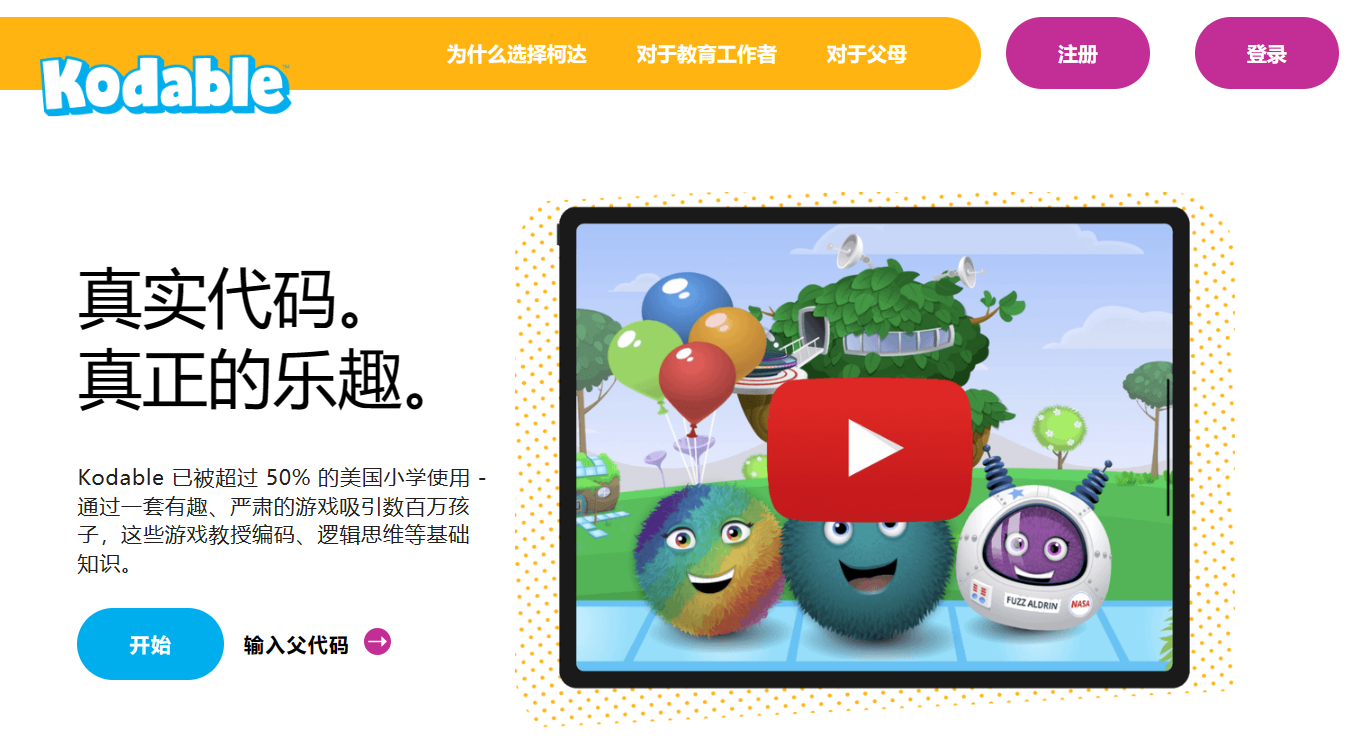 Kodable™
为什么选择柯达 对于教育工作者 对于父母 注册 登录
真实代码。
真正的乐趣。
Kodable 已被超过 50% 的美国小学使用 -
通过一套有趣、严肃的游戏吸引数百万孩
子，这些游戏教授编码、逻辑思维等基础
知识。
开始 输入父代码
FUZZ ALDRIN
NASA